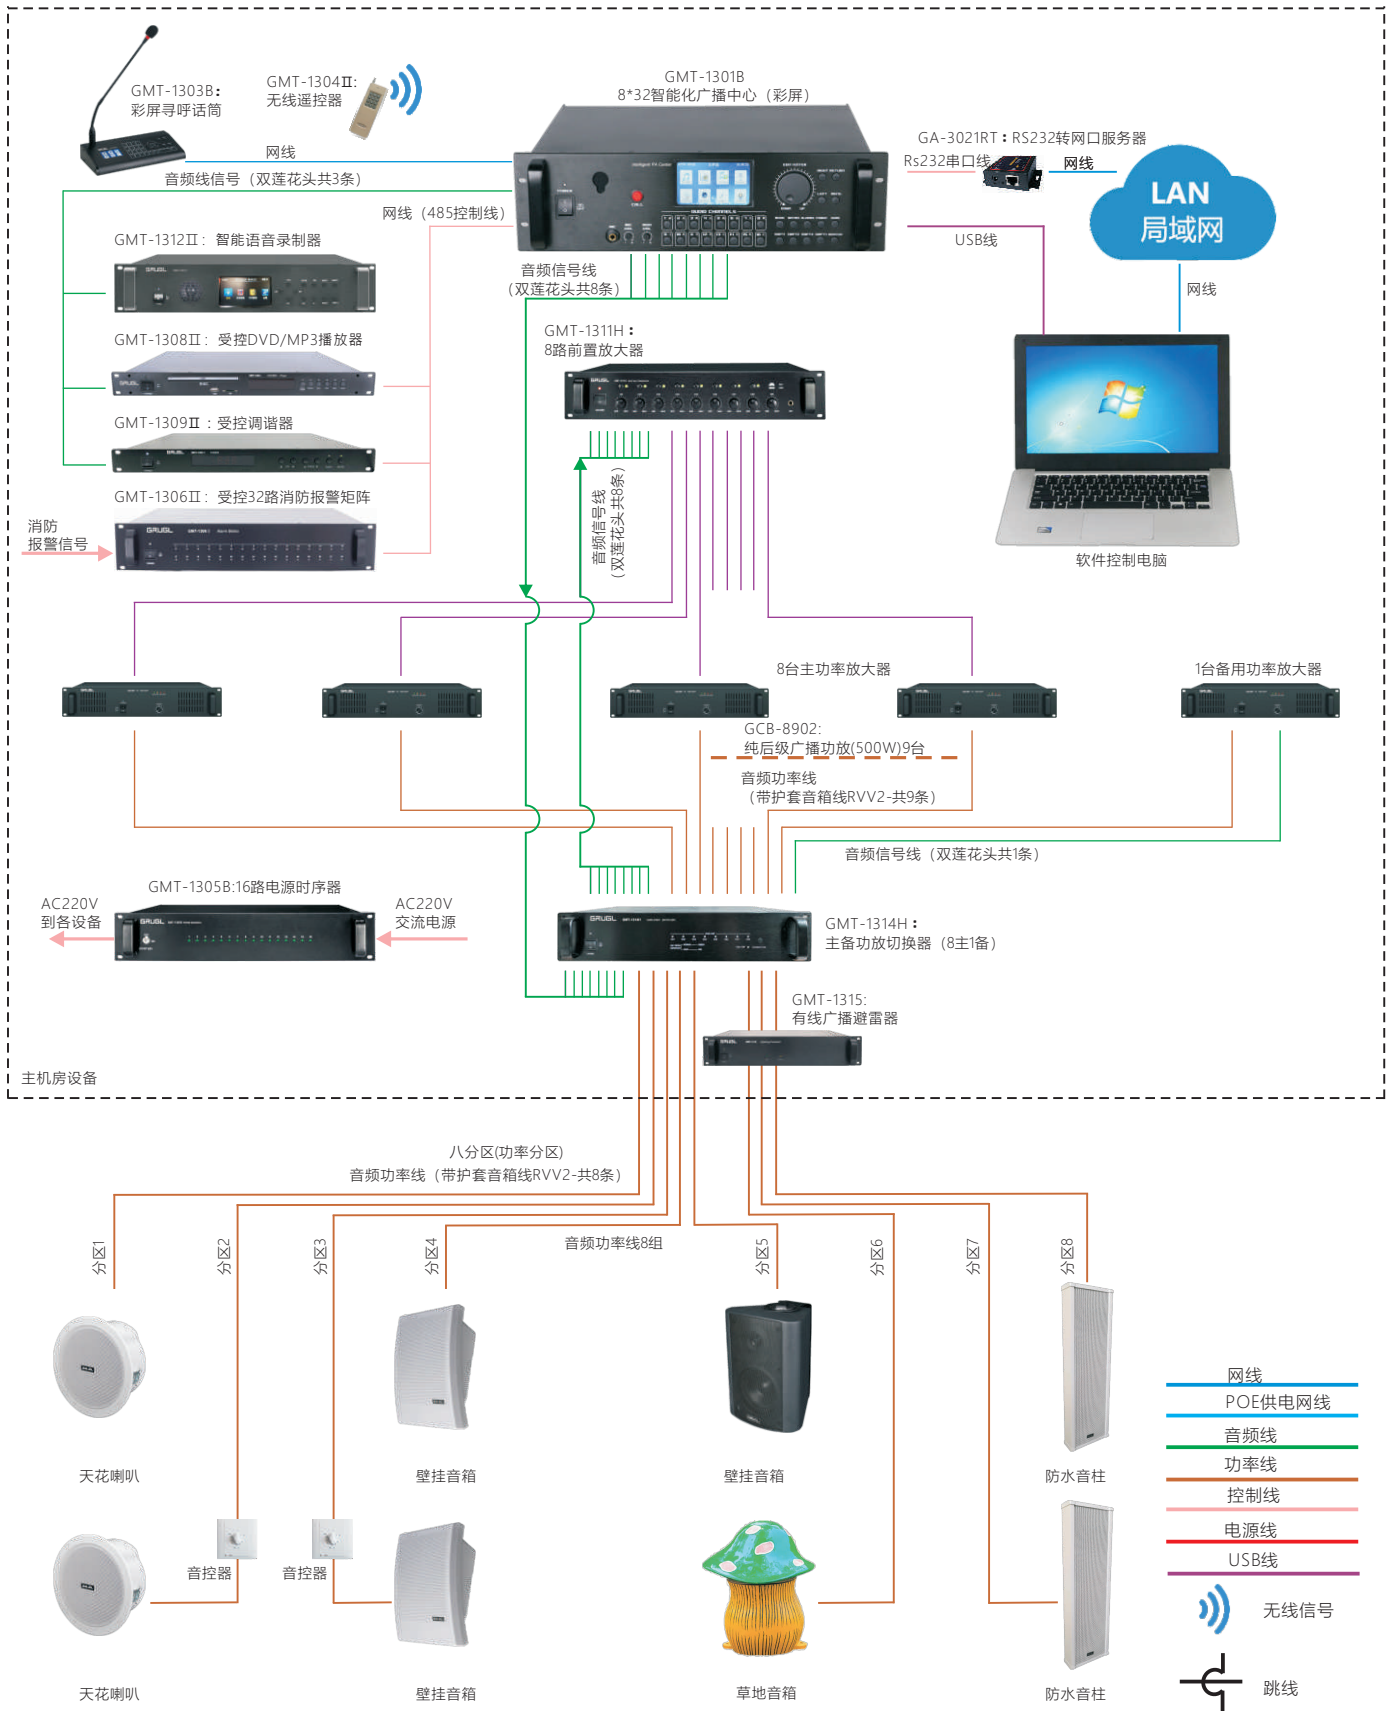 GMT-1303B：
彩屏寻呼话筒
GMT-1304Ⅱ:
无线遥控器
GMT-1301B
8*32智能化广播中心（彩屏）
GA-3021RT：RS232转网口服务器
Rs232串口线
网线
LAN
局域网
网线
音频线信号（双莲花头共3条）
网线（485控制线）
USB线
网线
GMT-1312Ⅱ：智能语音录制器
GRUGL
音频信号线
（双莲花头共8条）
GMT-1311H：
8路前置放大器
GRUGL
GMT-1308Ⅱ：受控DVD/MP3播放器
GRUGL
GMT-1309Ⅱ：受控调谐器
GRUGL
GMT-1306Ⅱ：受控32路消防报警矩阵
GRUGL
消防
报警信号
音频信号线
（双莲花头共8条）
软件控制电脑
8台主功率放大器
1台备用功率放大器
GCB-8902:
纯后级广播功放(500W)9台
音频功率线
（带护套音箱线RVV2-共9条）
音频信号线（双莲花头共1条）
GMT-1305B:16路电源时序器
AC220V
到各设备
GRUGL
AC220V
交流电源
GRUGL
GMT-1314H：
主备功放切换器（8主1备）
GMT-1315:
有线广播避雷器
主机房设备
八分区(功率分区)
音频功率线（带护套音箱线RVV2-共8条）
音频功率线8组
分区1
分区2
分区3
分区4
分区5
分区6
分区7
分区8
天花喇叭
壁挂音箱
壁挂音箱
防水音柱
音控器
音控器
天花喇叭
壁挂音箱
草地音箱
防水音柱
网线
POE供电网线
音频线
功率线
控制线
电源线
USB线
无线信号
跳线